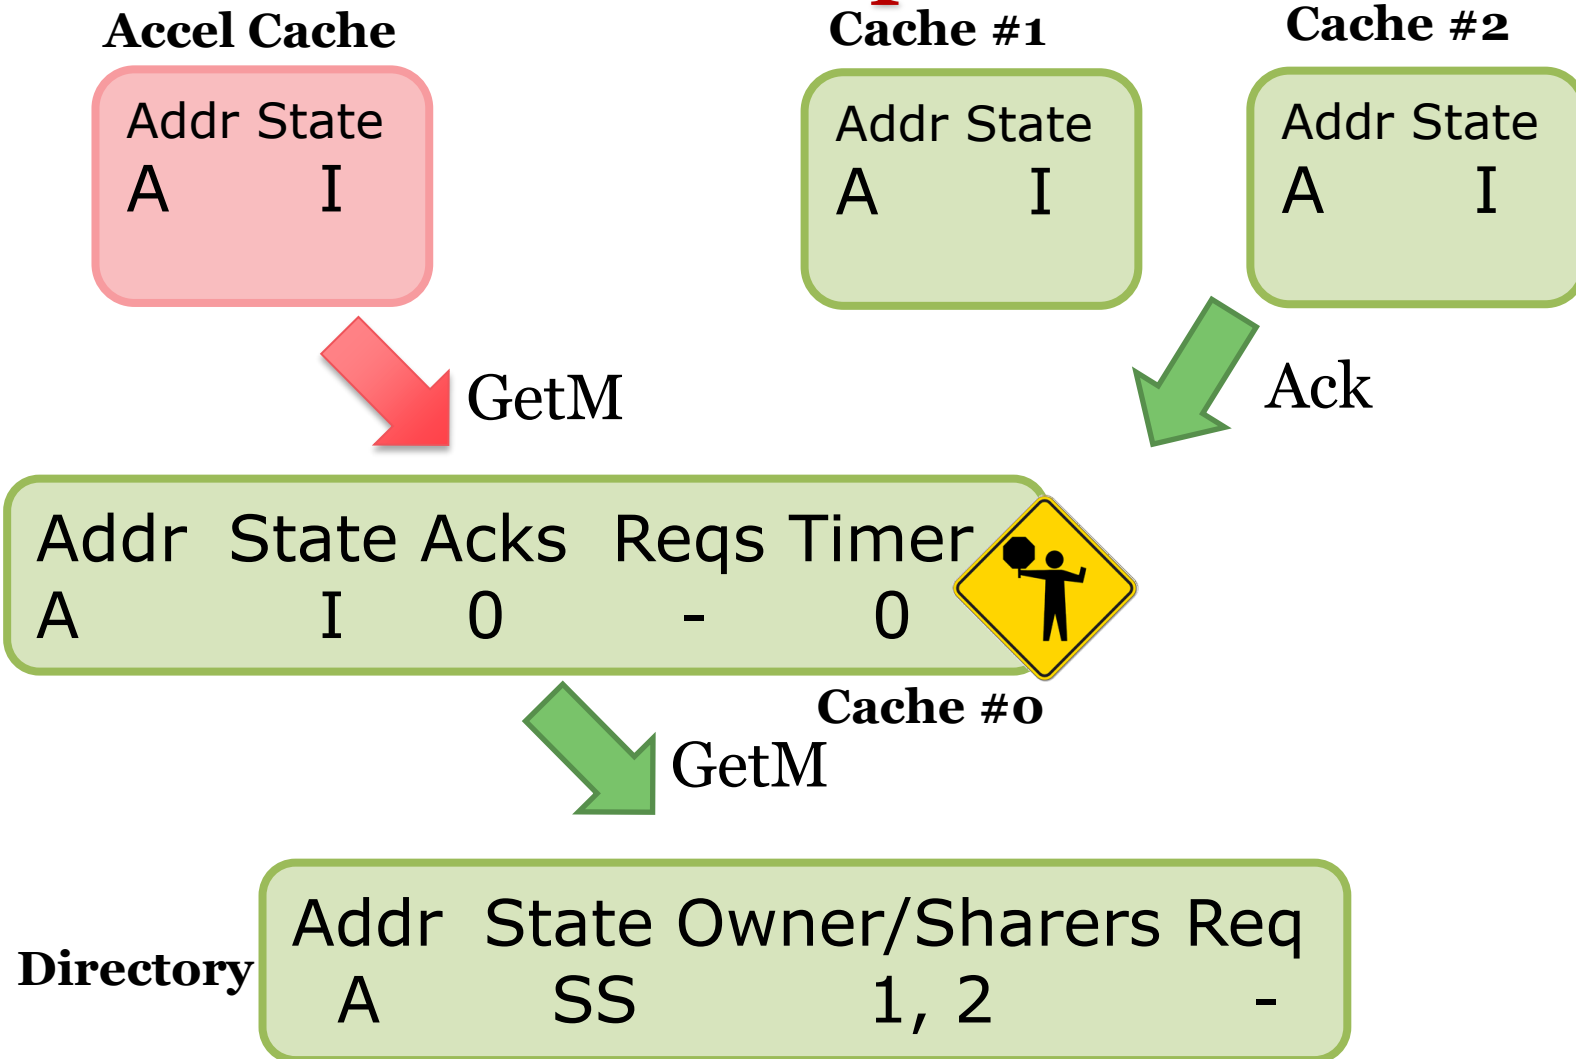 Accel Cache
Cache #1
Cache #2
Addr State
A I
Addr State
A I
Addr State
A I
GetM
Ack
Addr State Acks Reqs Timer
A I 0 - 0
Cache #0
GetM
Directory
Addr State Owner/Sharers Req
A SS 1, 2 -